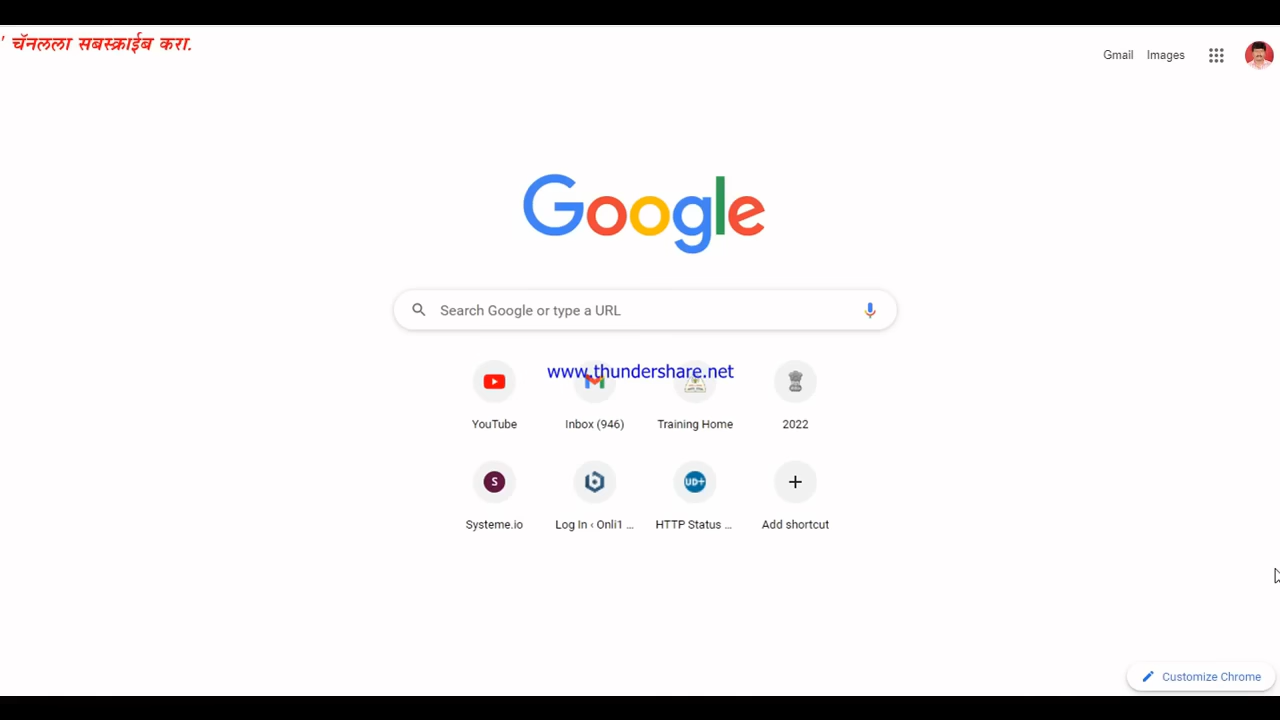 ' चॅनलला सबस्क्राईब करा.
Gmail Images
Google
Search Google or type a URL
www.thundershare.net
YouTube Inbox (946) Training Home 2022
S UD+
Systeme.io Log In ‹ Onli1 ... HTTP Status ... Add shortcut
Customize Chrome